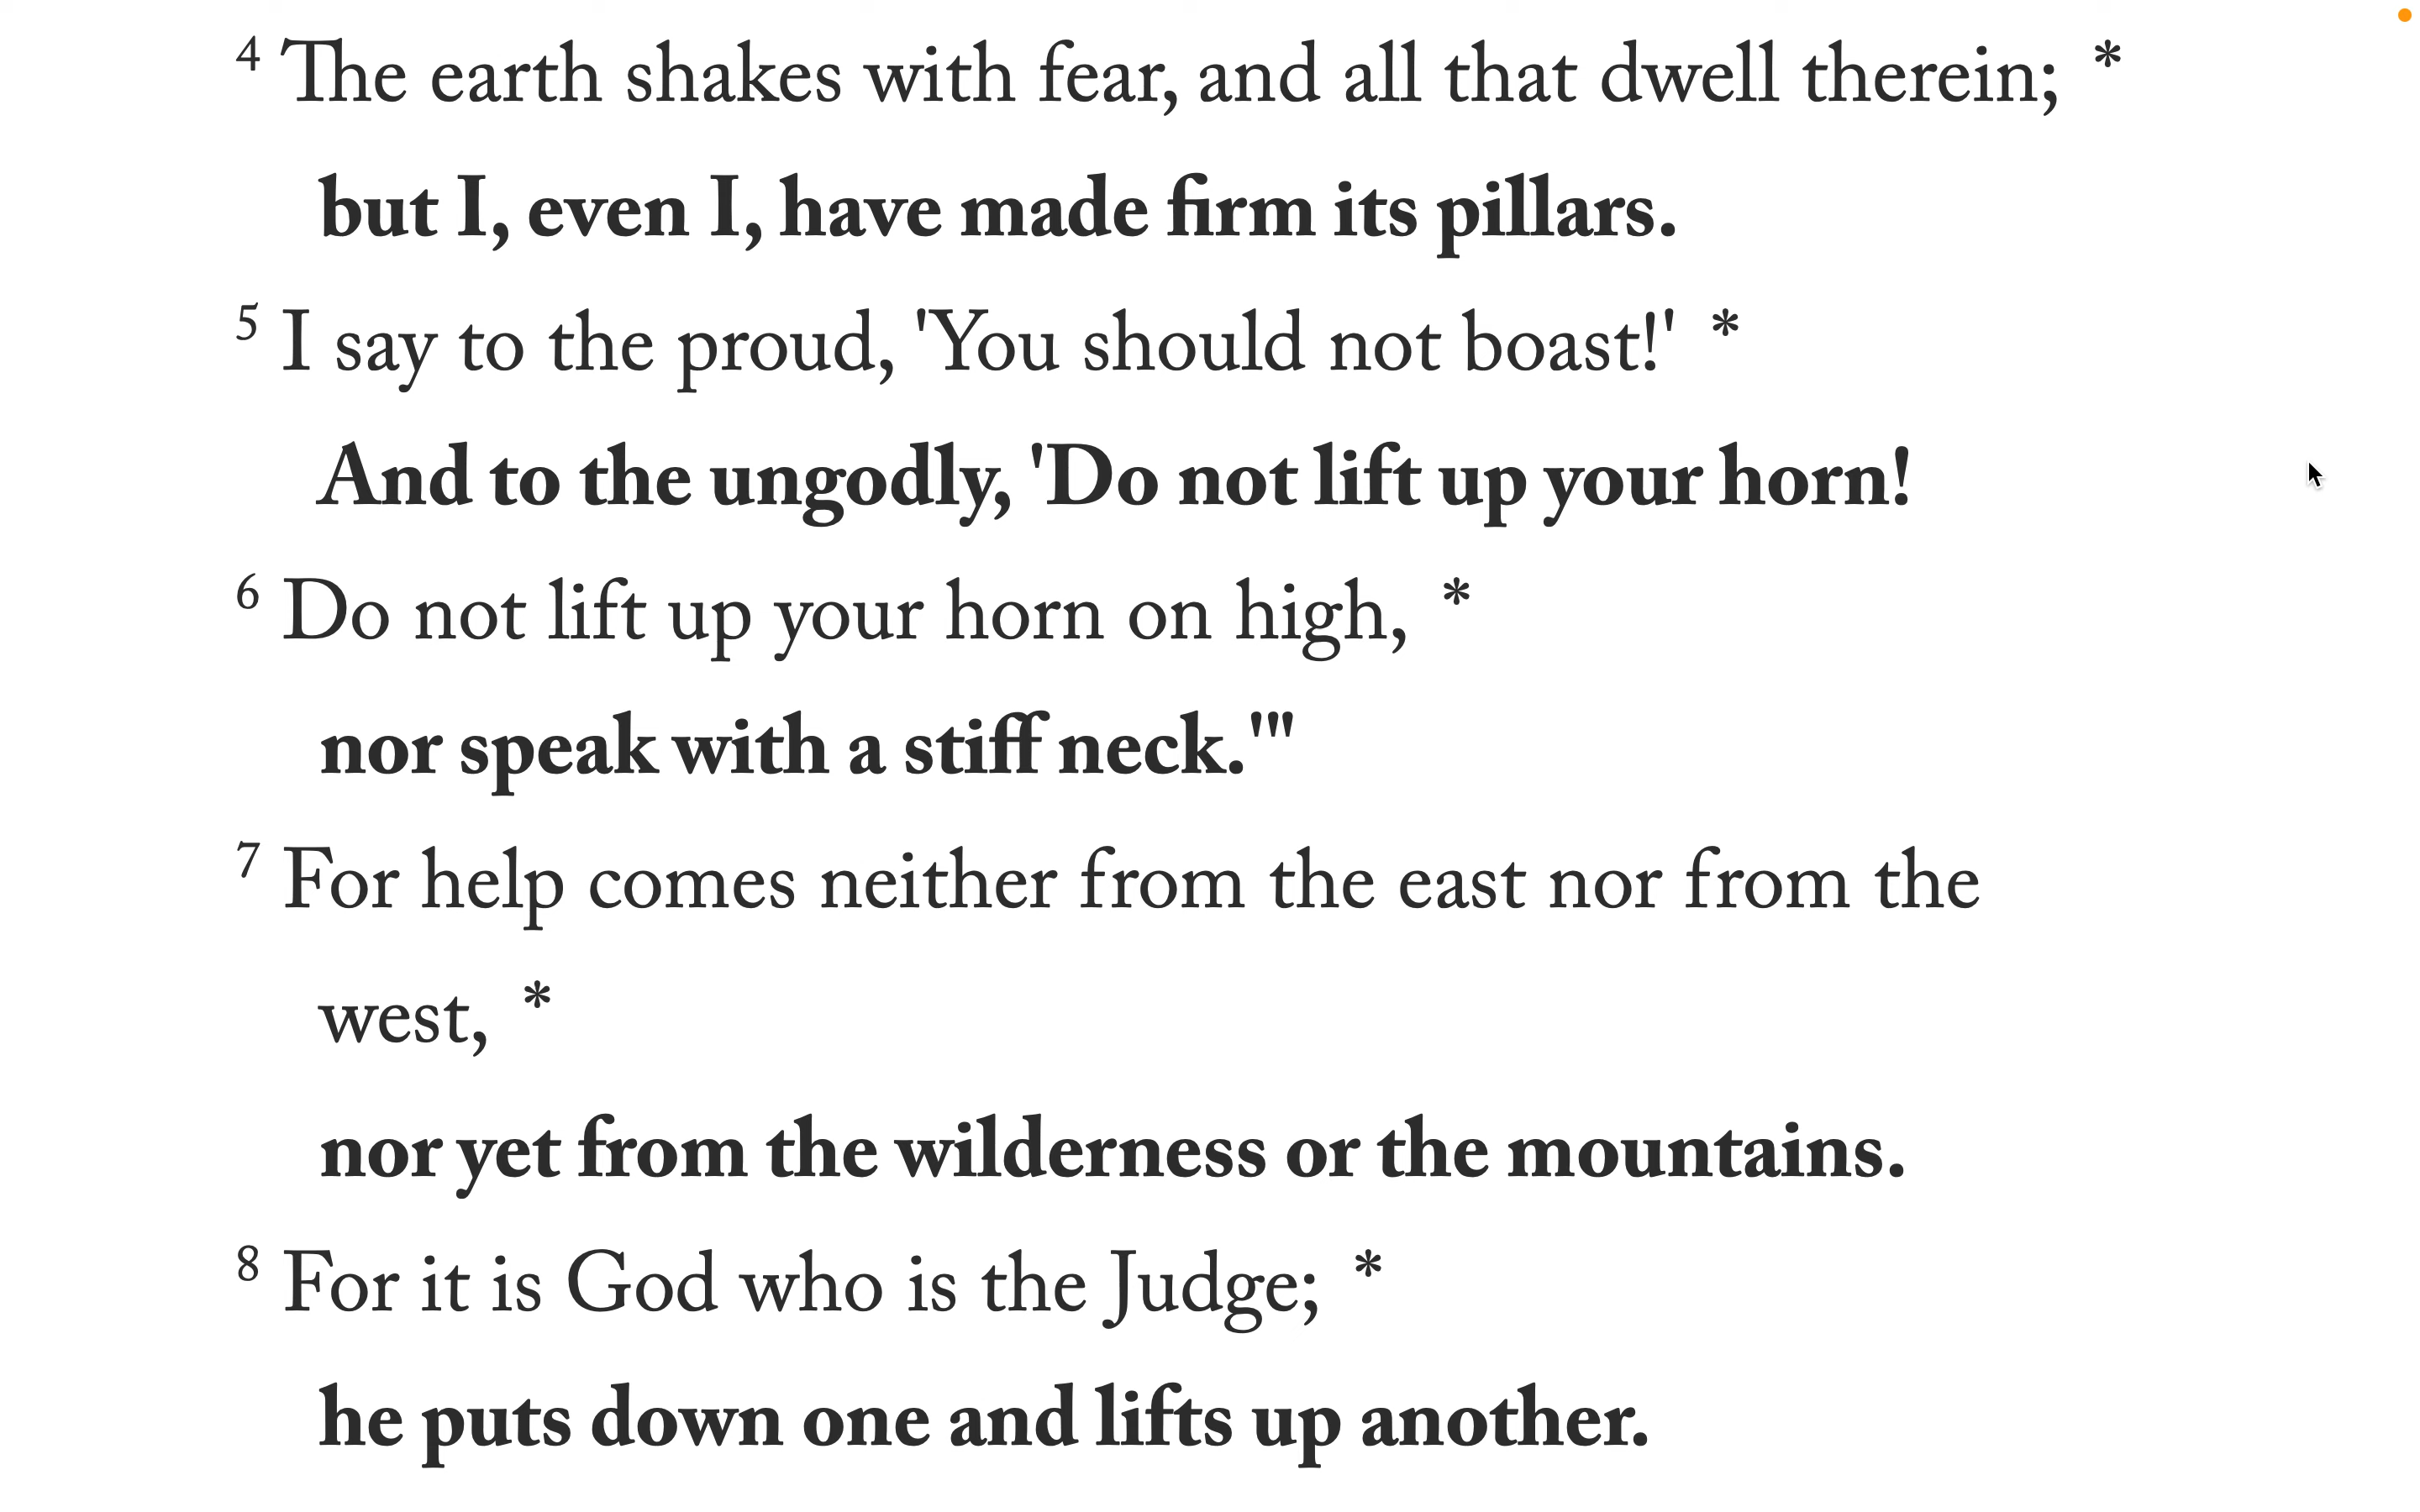 4 The earth shakes with fear, and all that dwell therein; *
but I, even I, have made firm its pillars.
5 I say to the proud, 'You should not boast!' *
And to the ungodly, 'Do not lift up your horn!
6 Do not lift up your horn on high, *
nor speak with a stiff neck."'
7 For help comes neither from the east nor from the
west, *
nor yet from the wilderness or the mountains.
8 For it is God who is the Judge; *
he puts down one and lifts up another.